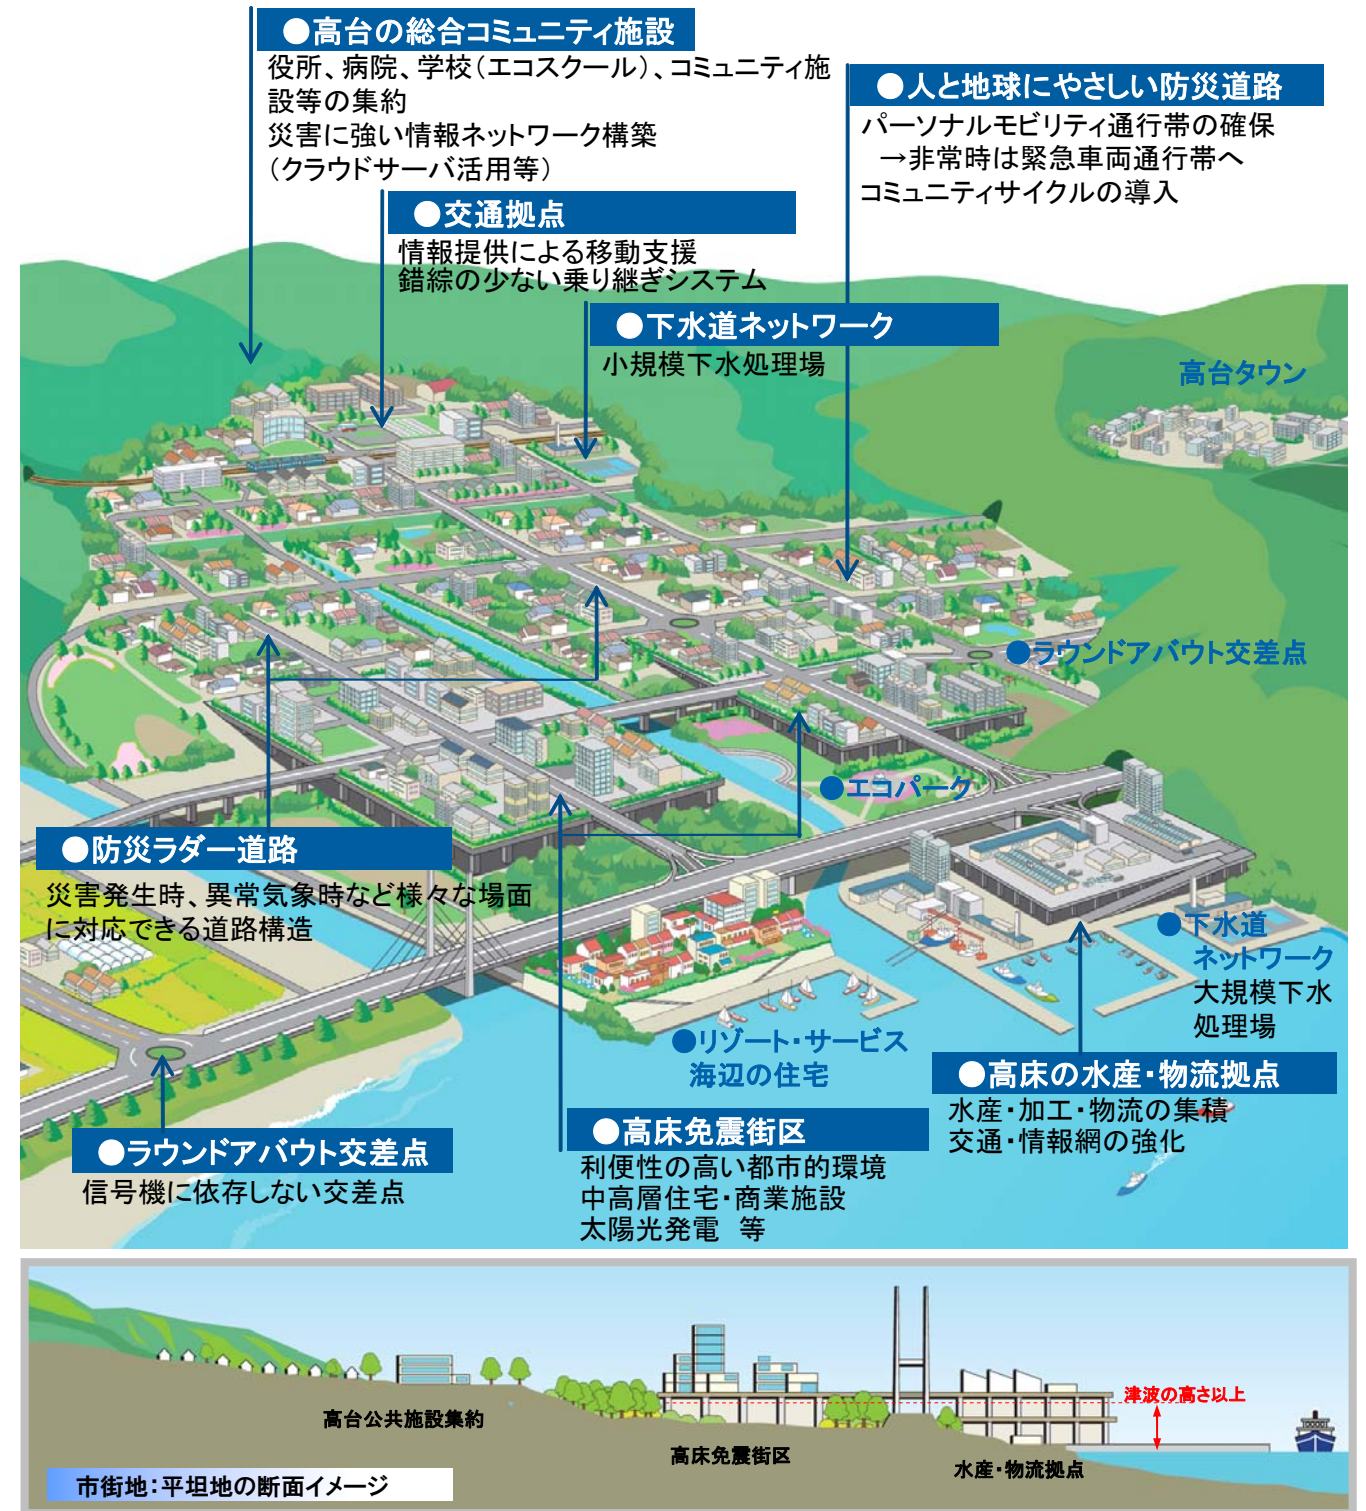 ●高台の総合コミュニティ施設
役所、病院、学校（エコスクール）、コミュニティ施
設等の集約
災害に強い情報ネットワーク構築
（クラウドサーバ活用等）
●人と地球にやさしい防災道路
パーソナルモビリティ通行帯の確保
→非常時は緊急車両通行帯へ
コミュニティサイクルの導入
●交通拠点
情報提供による移動支援
錯綜の少ない乗り継ぎシステム
●下水道ネットワーク
小規模下水処理場
高台タウン
●ラウンドアバウト交差点
●エコパーク
●防災ラダー道路
災害発生時、異常気象時など様々な場面
に対応できる道路構造
●下水道
ネットワーク
大規模下水
処理場
●リゾート・サービス
海辺の住宅
●高床の水産・物流拠点
水産・加工・物流の集積
交通・情報網の強化
●高床免震街区
利便性の高い都市的環境
中高層住宅・商業施設
太陽光発電　等
●ラウンドアバウト交差点
信号機に依存しない交差点
津波の高さ以上
高台公共施設集約
高床免震街区
水産・物流拠点
市街地：平坦地の断面イメージ